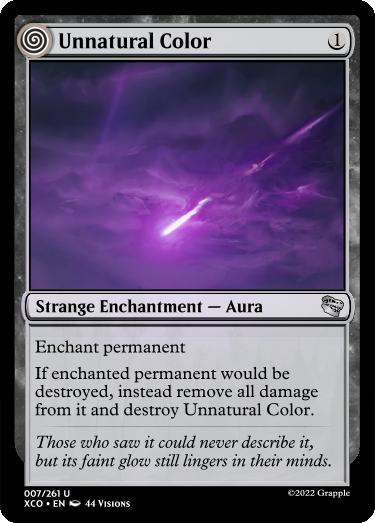 Unnatural Color
1
Strange Enchantment — Aura
Enchant permanent
If enchanted permanent would be
destroyed, instead remove all damage
from it and destroy Unnatural Color.
Those who saw it could never describe it,
but its faint glow still lingers in their minds.
007/261 U
©2022 Grapple
XCO • EN 44 Visions